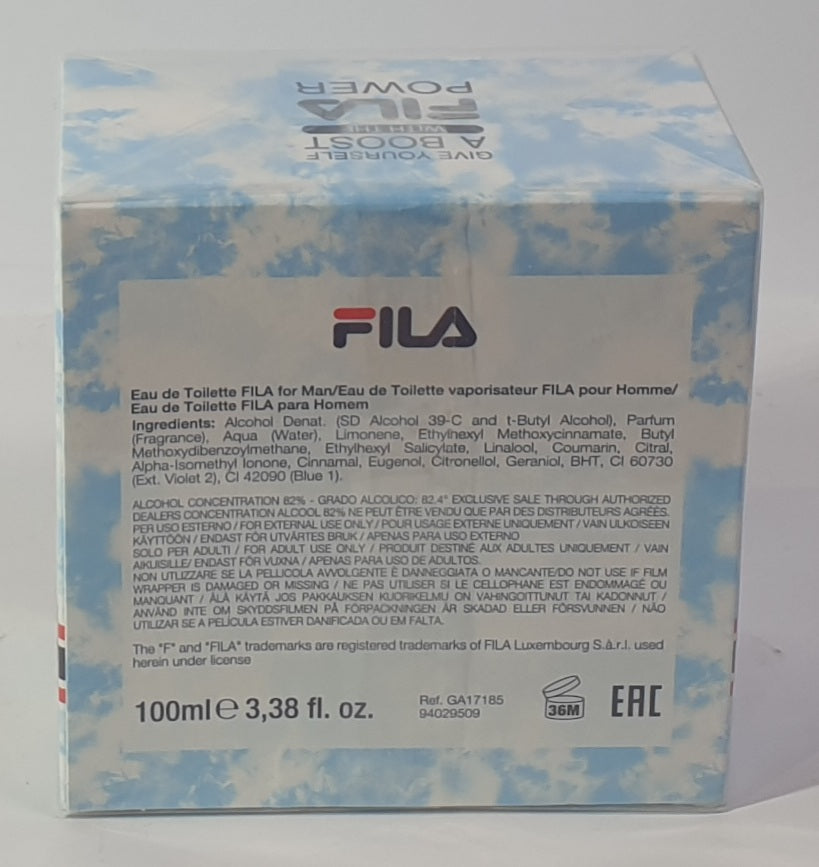 GIVE YOURSELF
A BOOST
WITH THE
FILA
POWER
FILA
Eau de Toilette FILA for Man/Eau de Toilette vaporisateur FILA pour Homme/
Eau de Toilette FILA para Homem
Ingredients: Alcohol Denat. (SD Alcohol 39-C and t-Butyl Alcohol), Parfum
(Fragrance), Aqua (Water), Limonene, Ethylhexyl Methoxycinnamate, Butyl
Methoxydibenzoylmethane, Ethylhexyl Salicylate, Linalool, Coumarin, Citral,
Alpha-Isomethyl Ionone, Cinnamal, Eugenol, Citronellol, Geraniol, BHT, CI 60730
(Ext. Violet 2), CI 42090 (Blue 1).
ALCOHOL CONCENTRATION 82% - GRADO ALCOLICO: 82.4° EXCLUSIVE SALE THROUGH AUTHORIZED
DEALERS CONCENTRATION ALCOOL 82% NE PEUT ÊTRE VENDU QUE PAR DES DISTRIBUTEURS AGRÉÉS.
PER USO ESTERNO / FOR EXTERNAL USE ONLY / POUR USAGE EXTERNE UNIQUEMENT / VAIN ULKOISEEN
KÄYTTÖÖN / ENDAST FÖR UTVÄRTES BRUK / APENAS PARA USO EXTERNO
SOLO PER ADULTI / FOR ADULT USE ONLY / PRODUIT DESTINÉ AUX ADULTES UNIQUEMENT / VAIN
AIKUISILLE/ ENDAST FÖR VUXNA / APENAS PARA USO DE ADULTOS.
NON UTILIZZARE SE LA PELLICOLA AVVOLGENTE È DANNEGGIATA O MANCANTE/DO NOT USE IF FILM
WRAPPER IS DAMAGED OR MISSING / NE PAS UTILISER SI LE CELLOPHANE EST ENDOMMAGÉ OU
MANQUANT / ÄLÄ KÄYTÄ JOS PAKKAUKSEN KUORIKELMU ON VAHINGOITTUNUT TAI KADONNUT /
ANVÄND INTE OM SKYDDSFILMEN PÅ FÖRPACKNINGEN ÄR SKADAD ELLER FÖRSVUNNEN / NÃO
UTILIZAR SE A PELÍCULA ESTIVER DANIFICADA OU EM FALTA.
The "F" and "FILA" trademarks are registered trademarks of FILA Luxembourg S.à.r.l. used
herein under license
100ml ℮ 3,38 fl. oz.
Ref. GA17185
94029509
36M
EAC